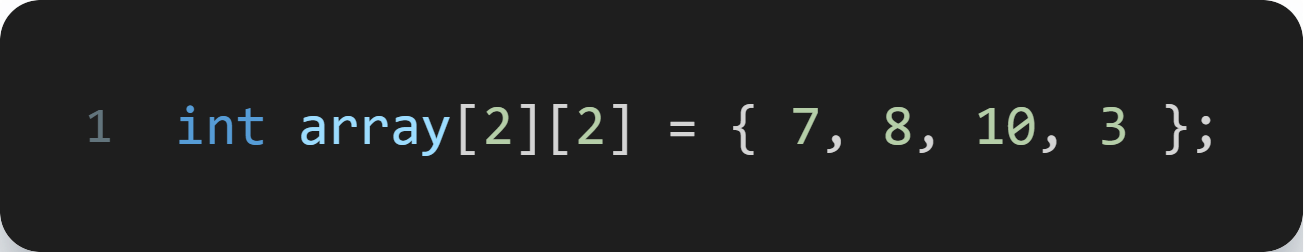 1 int array[2][2] = { 7, 8, 10, 3 };